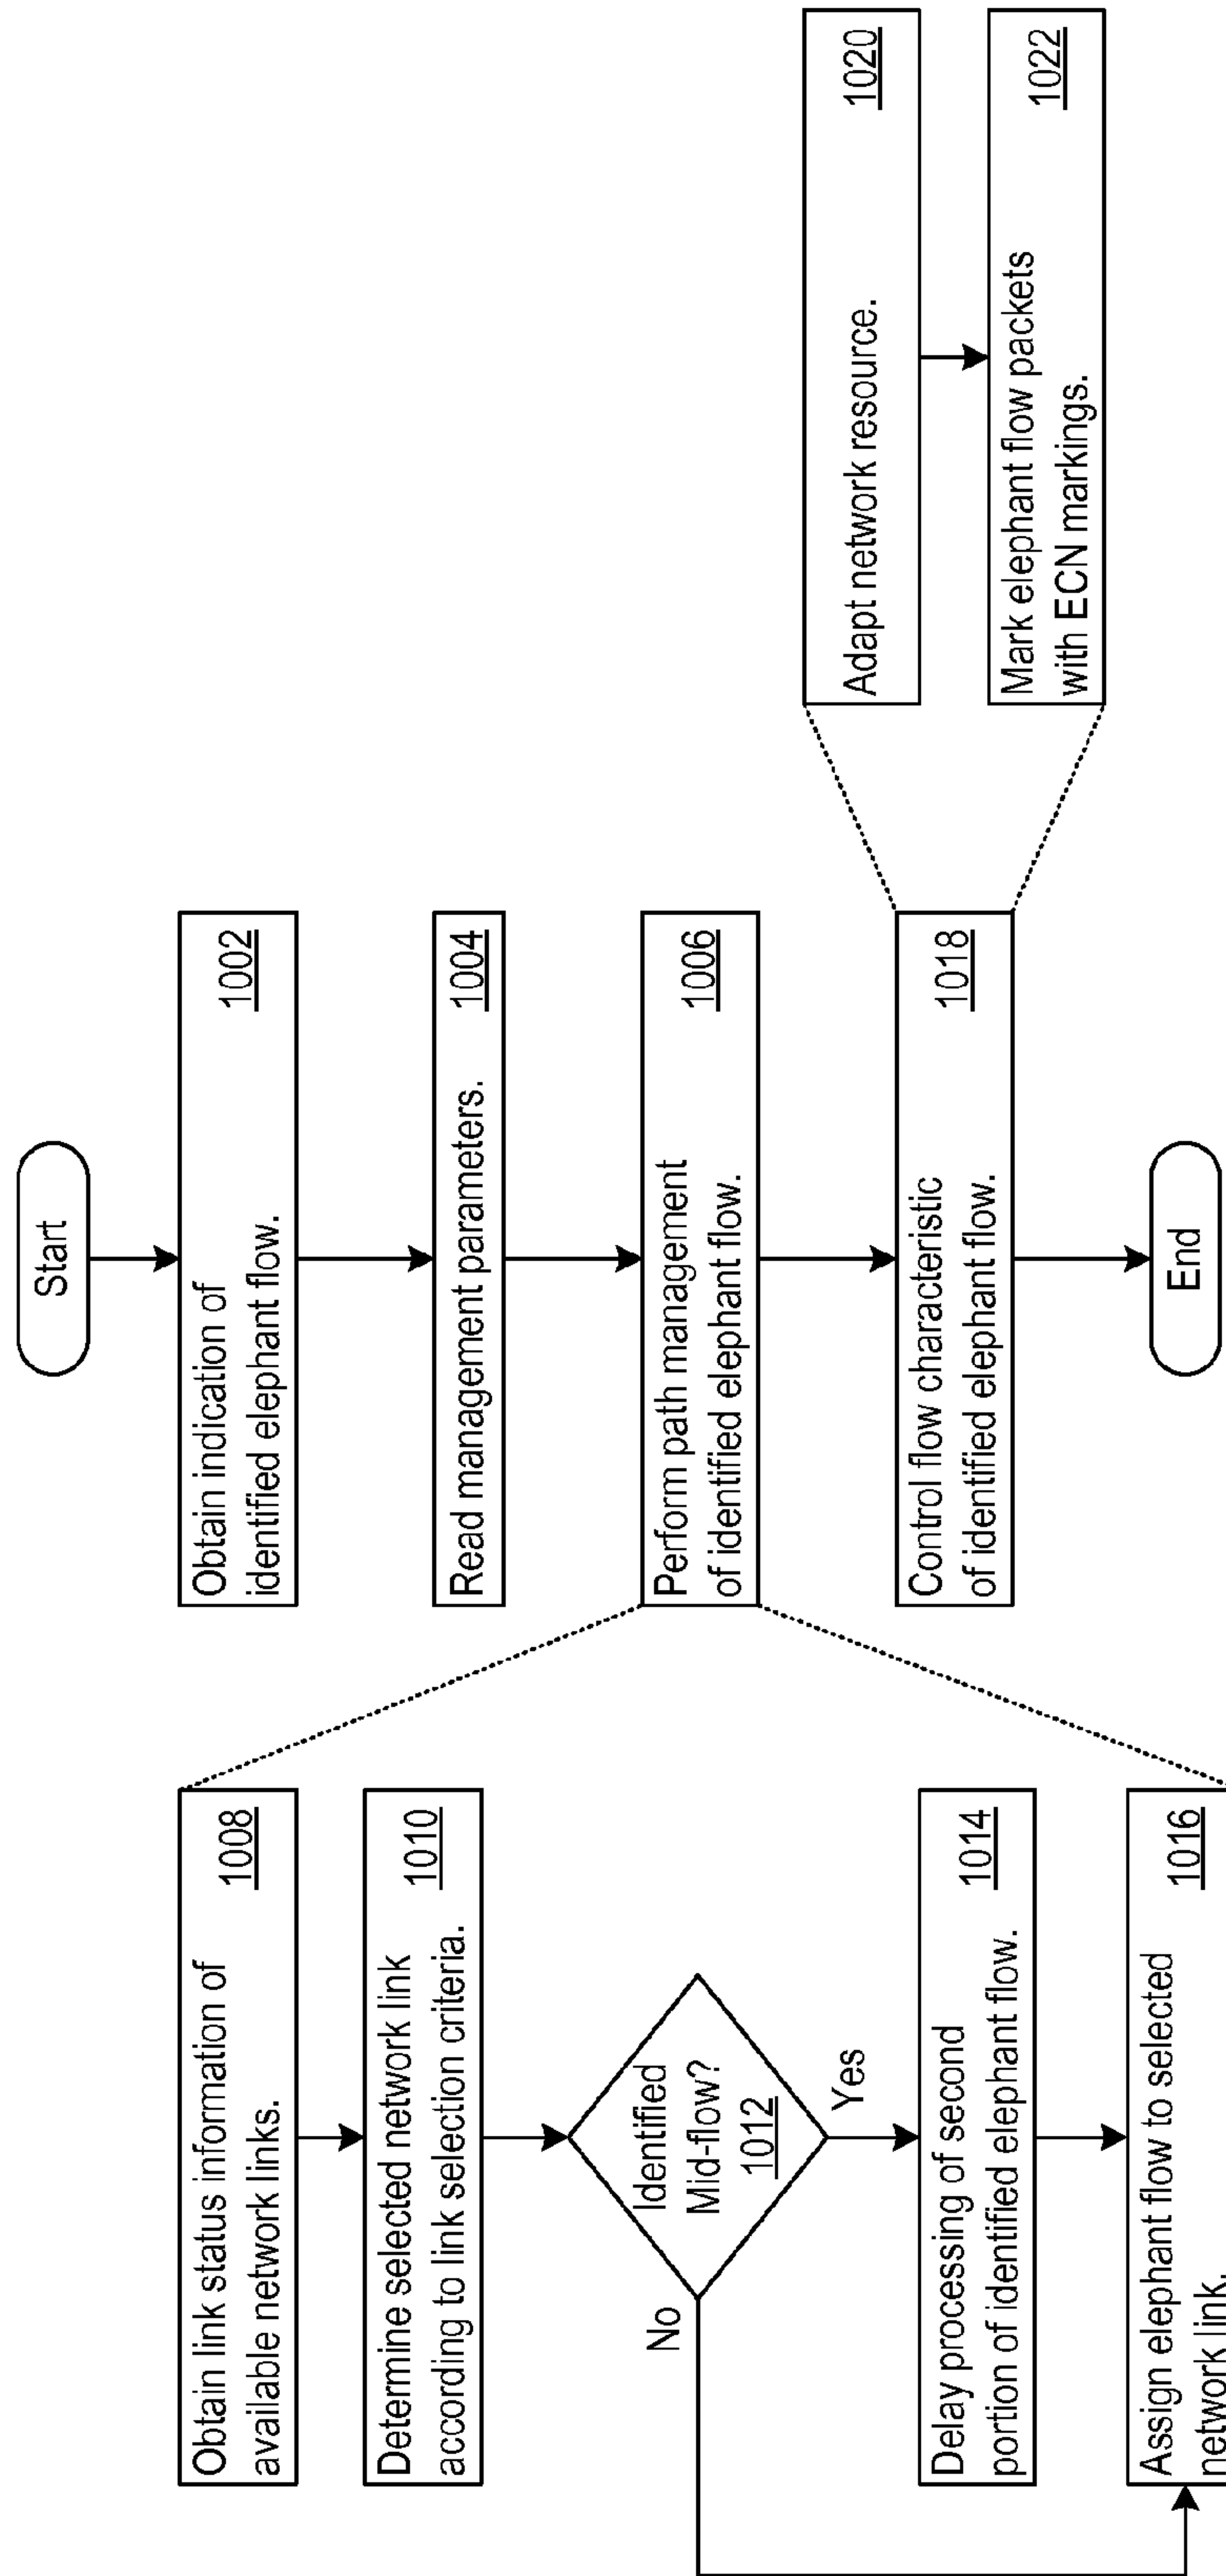 Start
Obtain indication of
identified elephant flow.
1002
Read management parameters.
1004
Perform path management
of identified elephant flow.
1006
Obtain link status information of
available network links.
1008
Determine selected network link
according to link selection criteria.
1010
Identified
Mid-flow?
1012
No
Yes
Delay processing of second
portion of identified elephant flow.
1014
Assign elephant flow to selected
network link.
1016
Control flow characteristic
of identified elephant flow.
1018
Adapt network resource.
1020
Mark elephant flow packets
with ECN markings.
1022
End